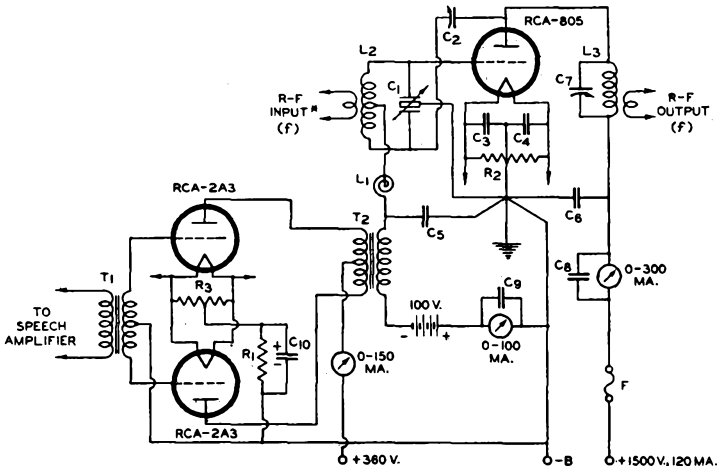 RCA-805
C2
L2
L3
C1
C7
R-F
INPUT*
(f)
R-F
OUTPUT
(f)
C3
C4
R2
L1
RCA-2A3
T2
C5
C6
C8
0-300
MA.
T1
R3
100 V.
- +
C9
0-100
MA.
TO
SPEECH
AMPLIFIER
R1
+
-
C10
0-150
MA.
F
RCA-2A3
+360 V.
-B
+1500 V., 120 MA.